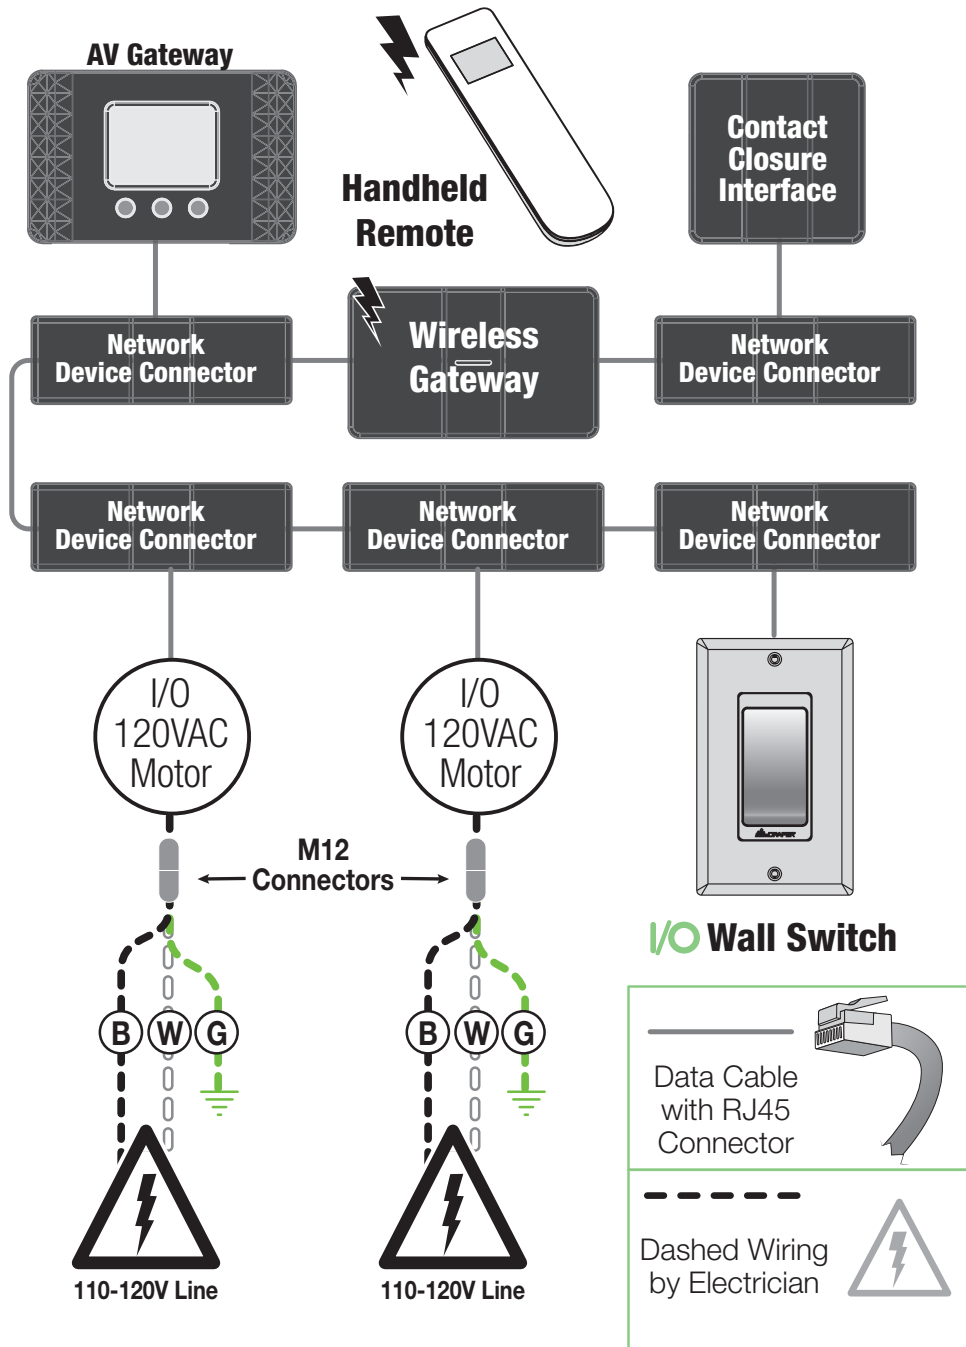 AV Gateway
Handheld
Remote
Contact
Closure
Interface
Network
Device Connector
Wireless
Gateway
Network
Device Connector
Network
Device Connector
Network
Device Connector
Network
Device Connector
I/O
120VAC
Motor
I/O
120VAC
Motor
DRAPER
M12
Connectors
I/O Wall Switch
B W G
B W G
Data Cable
with RJ45
Connector
Dashed Wiring
by Electrician
110-120V Line
110-120V Line